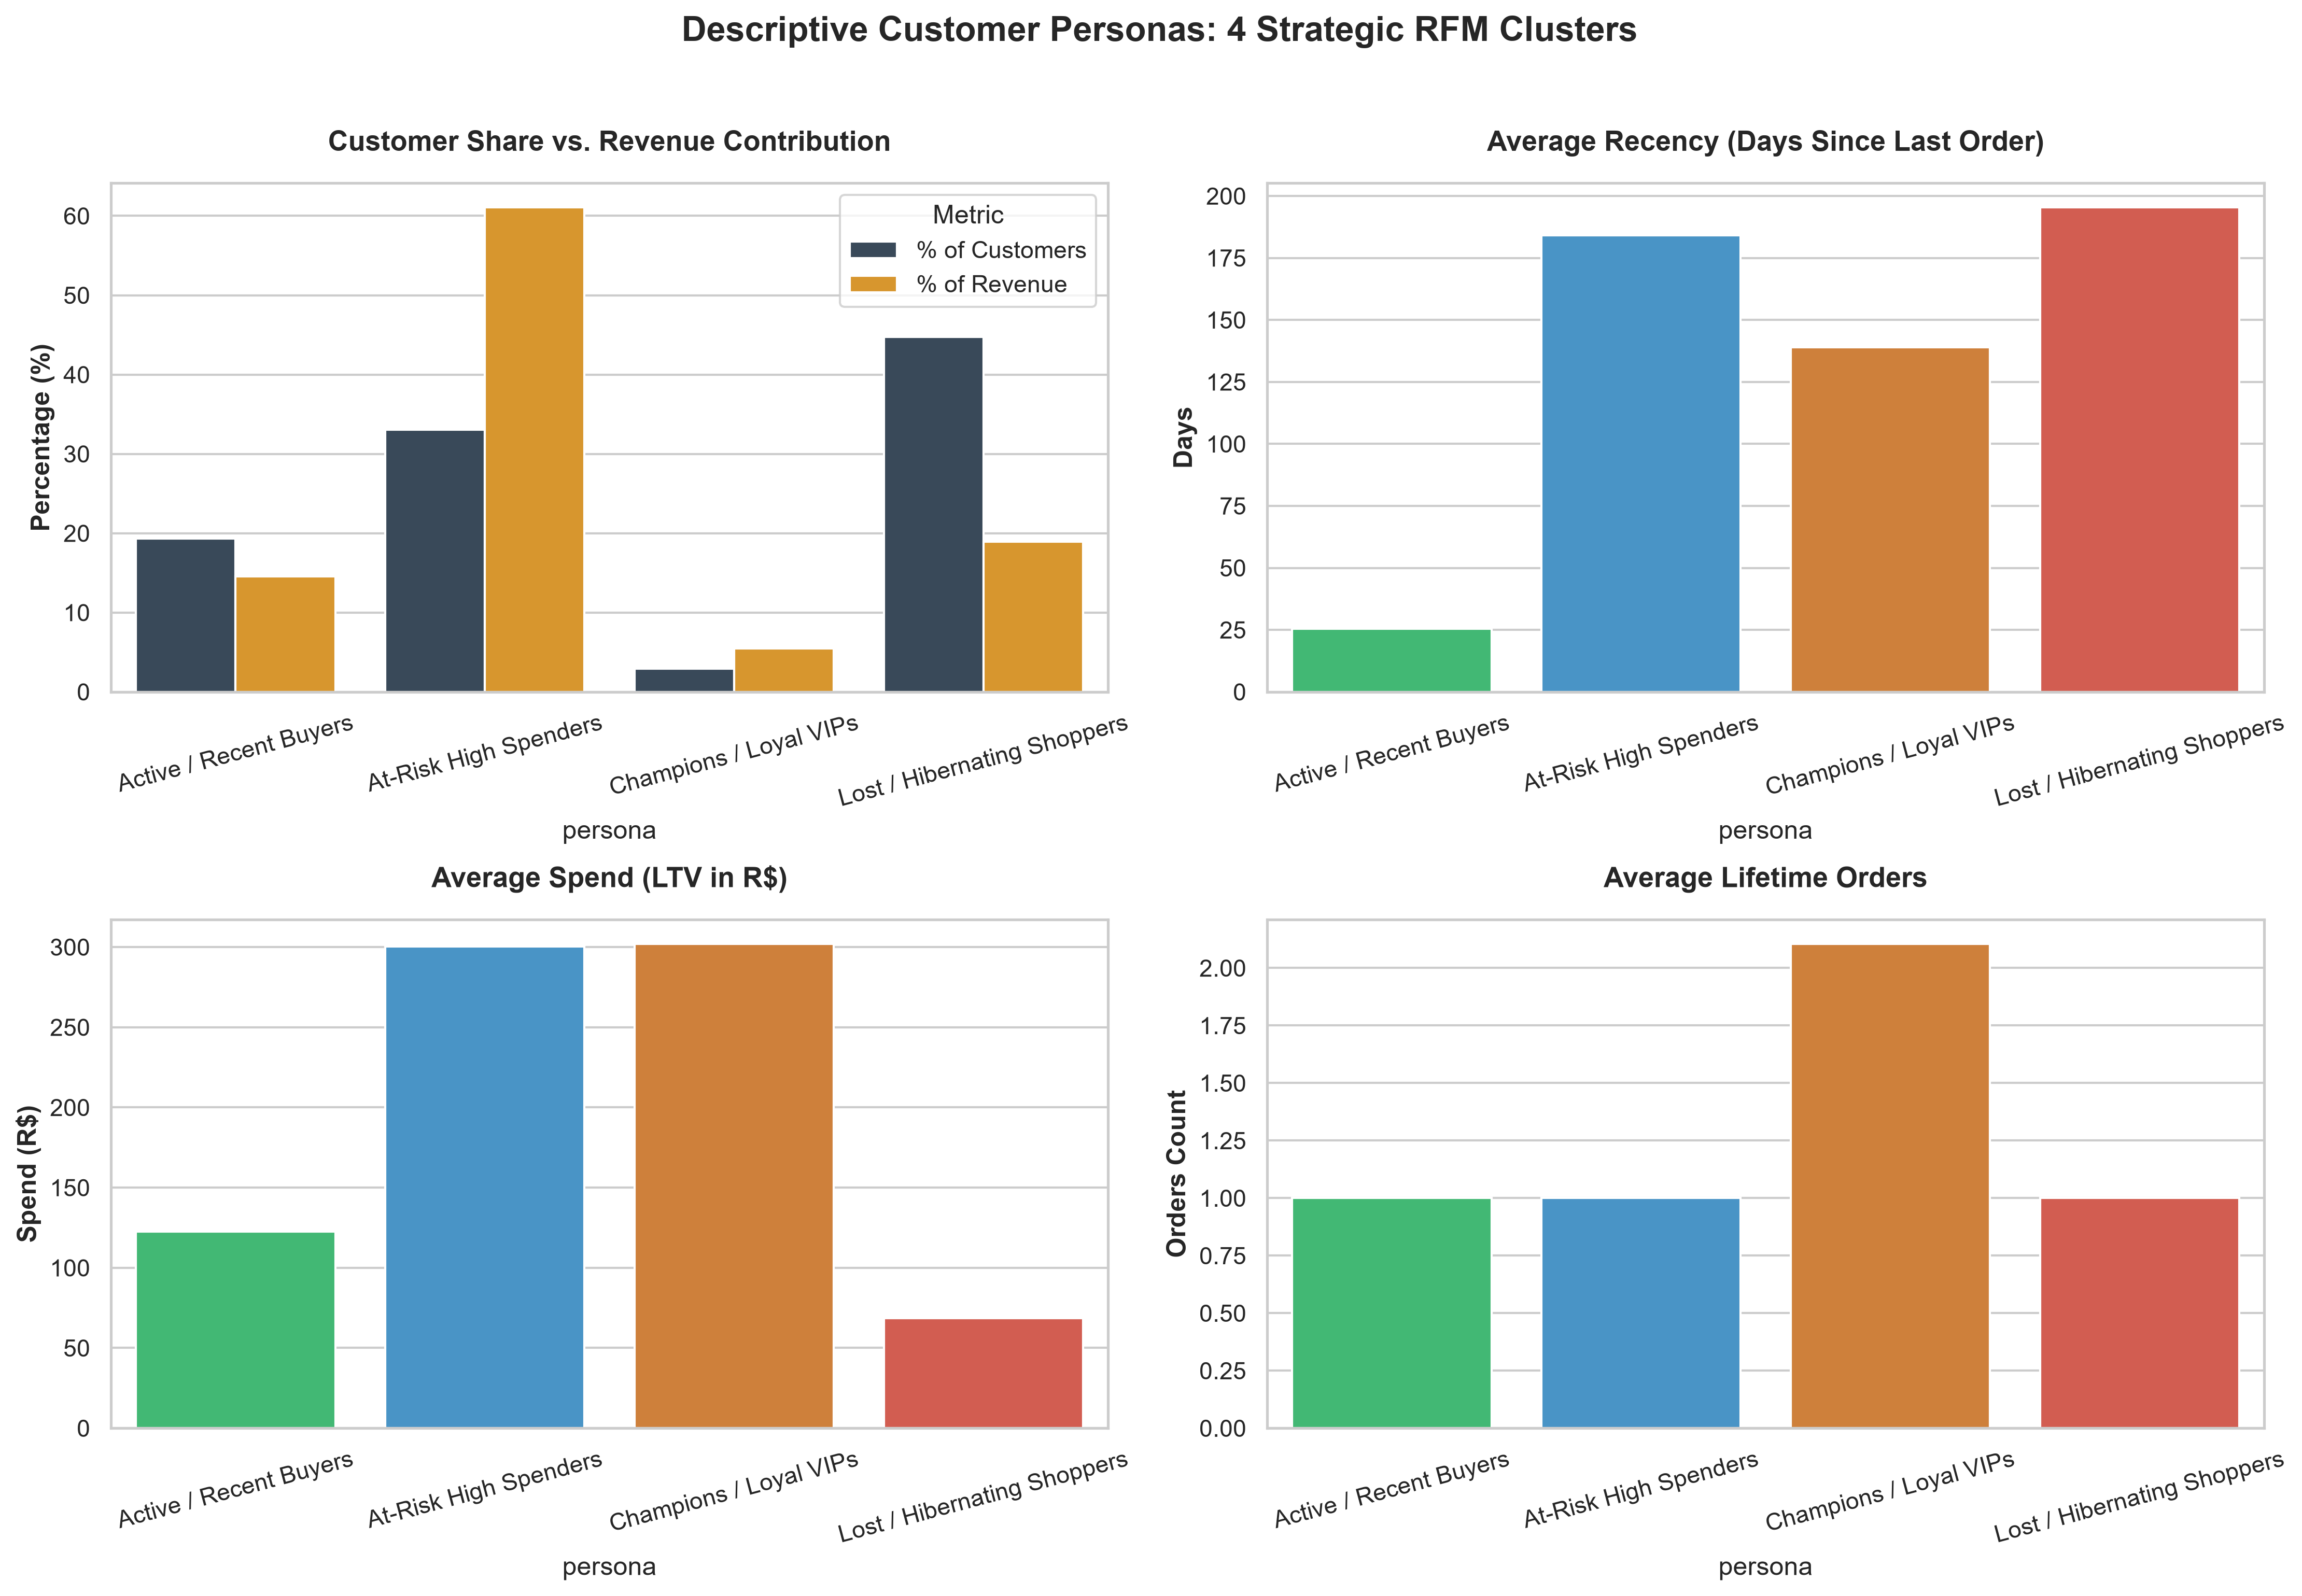 Descriptive Customer Personas: 4 Strategic RFM Clusters
Customer Share vs. Revenue Contribution
Percentage (%)
60
50
40
30
20
10
0
Metric
% of Customers
% of Revenue
Active / Recent Buyers
At-Risk High Spenders
Champions / Loyal VIPs
Lost / Hibernating Shoppers
persona
Average Recency (Days Since Last Order)
Days
200
175
150
125
100
75
50
25
0
Active / Recent Buyers
At-Risk High Spenders
Champions / Loyal VIPs
Lost / Hibernating Shoppers
persona
Average Spend (LTV in R$)
Spend (R$)
300
250
200
150
100
50
0
Active / Recent Buyers
At-Risk High Spenders
Champions / Loyal VIPs
Lost / Hibernating Shoppers
persona
Average Lifetime Orders
Orders Count
2.00
1.75
1.50
1.25
1.00
0.75
0.50
0.25
0.00
Active / Recent Buyers
At-Risk High Spenders
Champions / Loyal VIPs
Lost / Hibernating Shoppers
persona